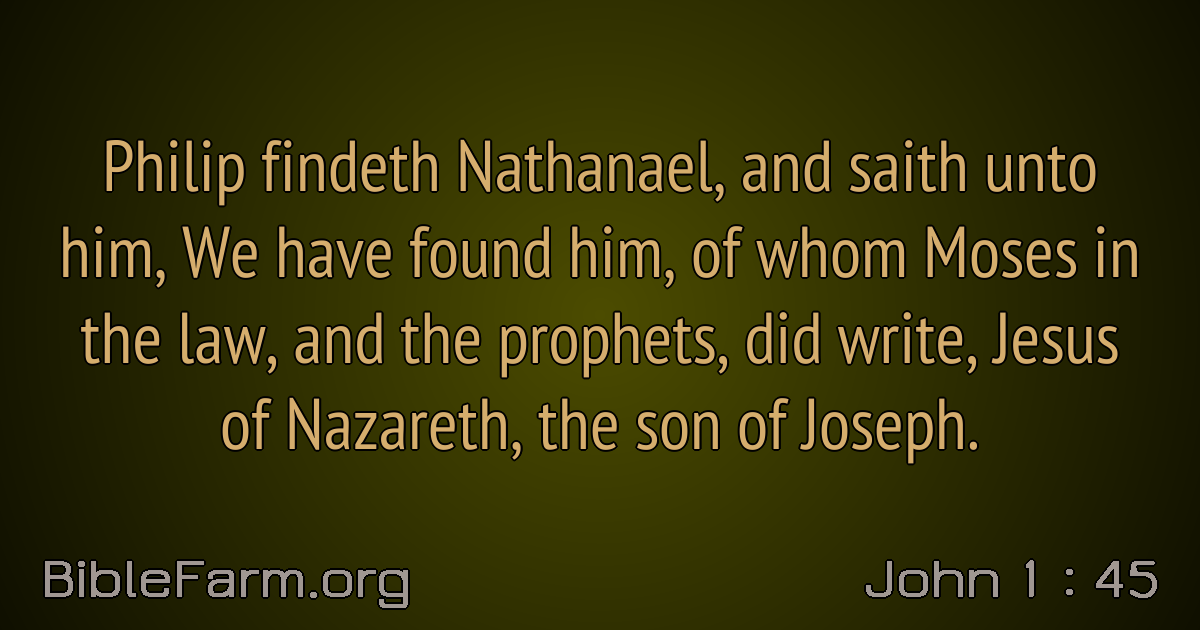 Philip findeth Nathanael, and saith unto
him, We have found him, of whom Moses in
the law, and the prophets, did write, Jesus
of Nazareth, the son of Joseph.
BibleFarm.org
John 1 : 45